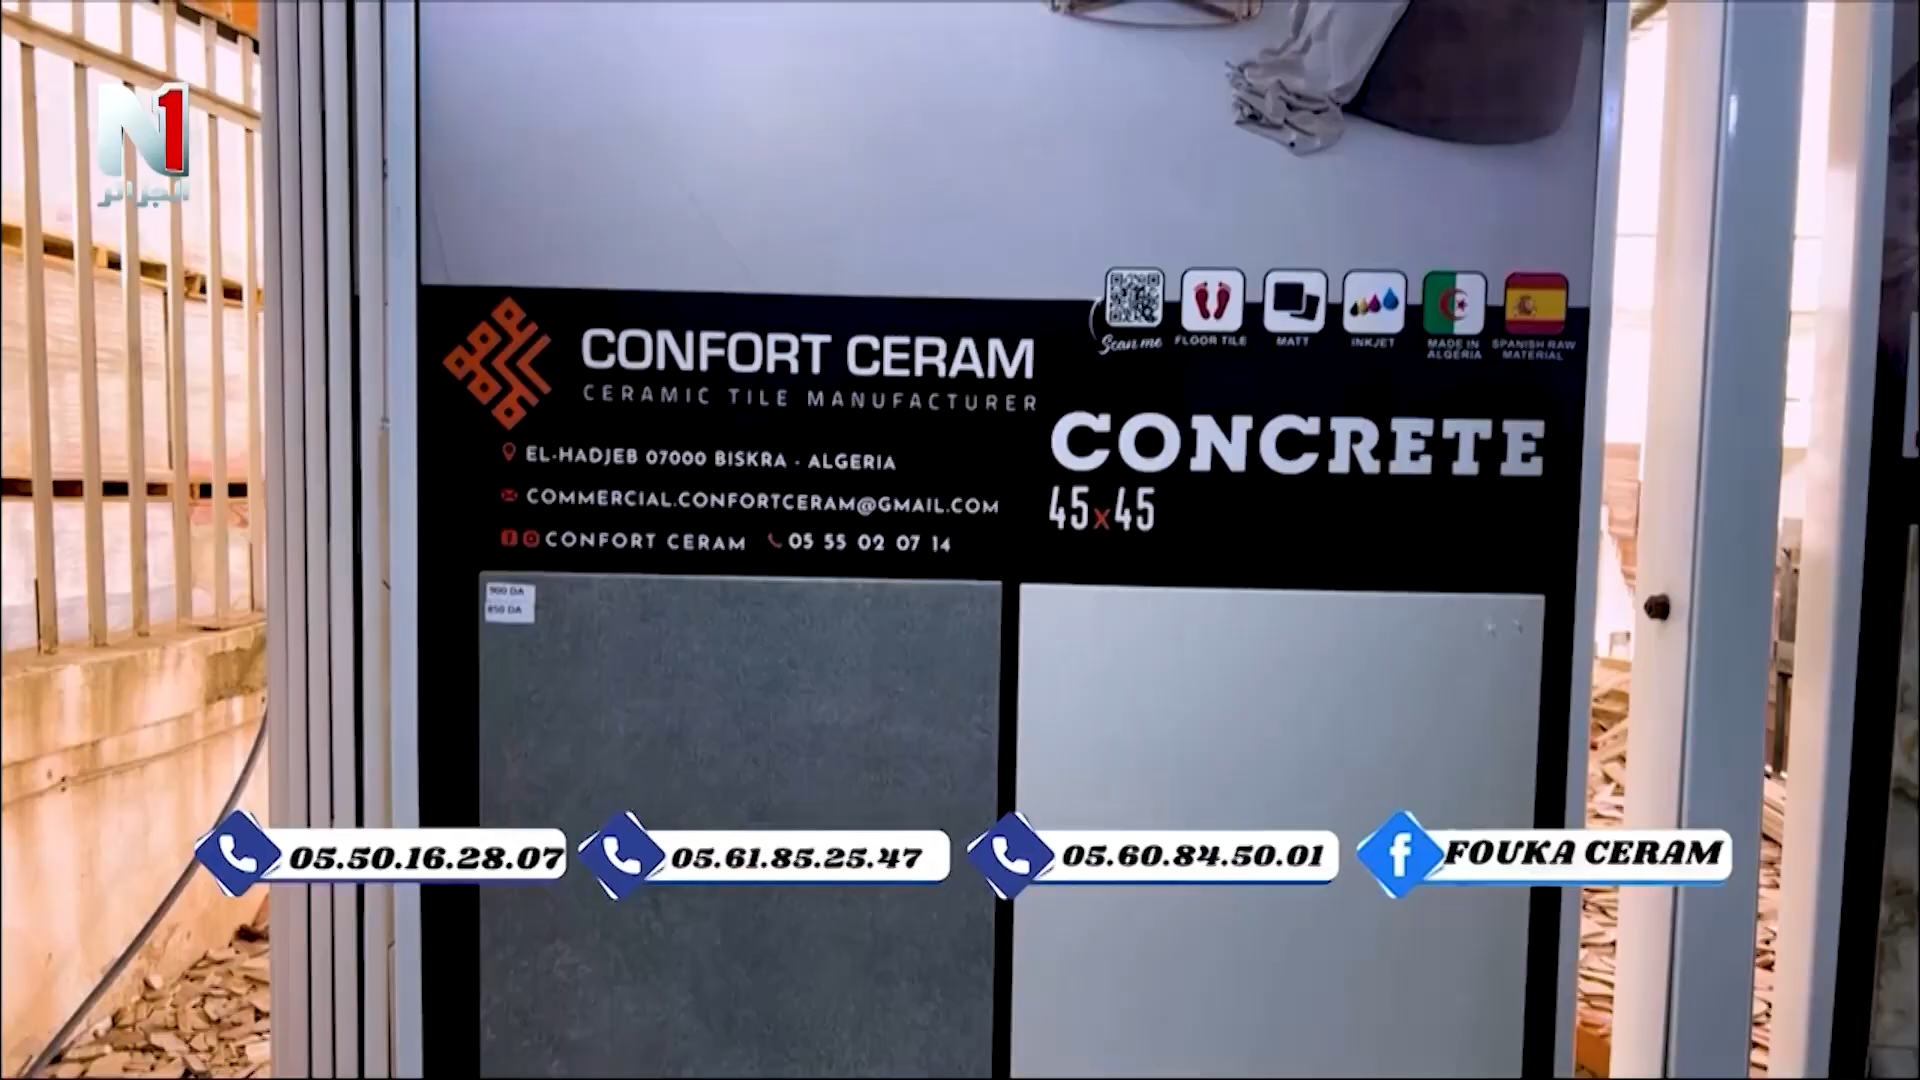 N1
الجزائر
CONFORT CERAM
CERAMIC TILE MANUFACTURER
EL-HADJEB 07000 BISKRA - ALGERIA
COMMERCIAL.CONFORTCERAM@GMAIL.COM
CONFORT CERAM 05 55 02 07 14
Scan me
FLOOR TILE
MATT
INKJET
MADE IN
ALGERIA
SPANISH RAW
MATERIAL
CONCRETE
45x45
900 DA
850 DA
05.50.16.28.07
05.61.85.25.47
05.60.84.50.01
FOUKA CERAM